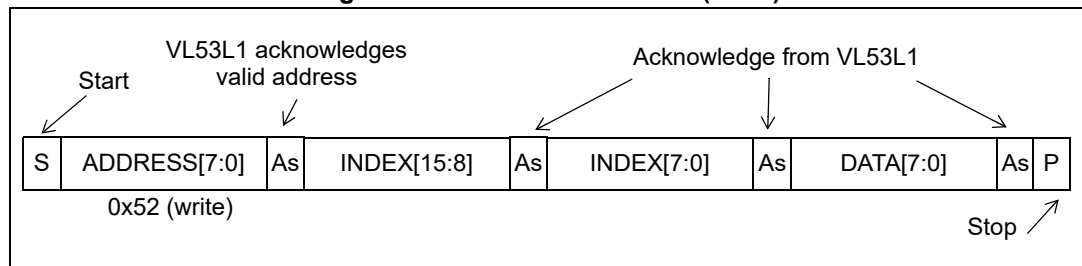 VL53L1 acknowledges
valid address
Acknowledge from VL53L1
Start
S ADDRESS[7:0] As INDEX[15:8] As INDEX[7:0] As DATA[7:0] As P
0x52 (write)
Stop